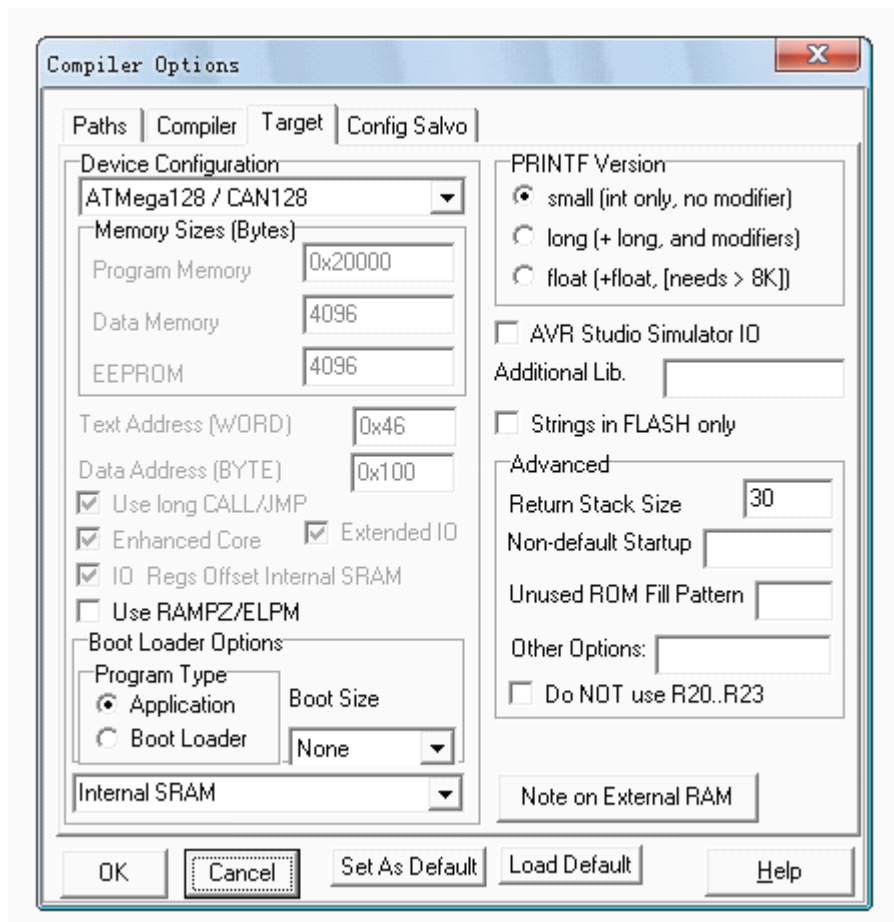 Compiler Options
Paths
Compiler
Target
Config Salvo
Device Configuration
ATMega128 / CAN128
Memory Sizes (Bytes)
Program Memory 0x20000
Data Memory 4096
EEPROM 4096
Text Address (WORD) 0x46
Data Address (BYTE) 0x100
Use long CALL/JMP
Enhanced Core Extended IO
IO Regs Offset Internal SRAM
Use RAMPZ/ELPM
Boot Loader Options
Program Type
Application
Boot Loader
Boot Size
None
Internal SRAM
PRINTF Version
small (int only, no modifier)
long (+ long, and modifiers)
float (+float, [needs > 8K])
AVR Studio Simulator IO
Additional Lib.
Strings in FLASH only
Advanced
Return Stack Size 30
Non-default Startup
Unused ROM Fill Pattern
Other Options:
Do NOT use R20..R23
Note on External RAM
OK
Cancel
Set As Default
Load Default
Help